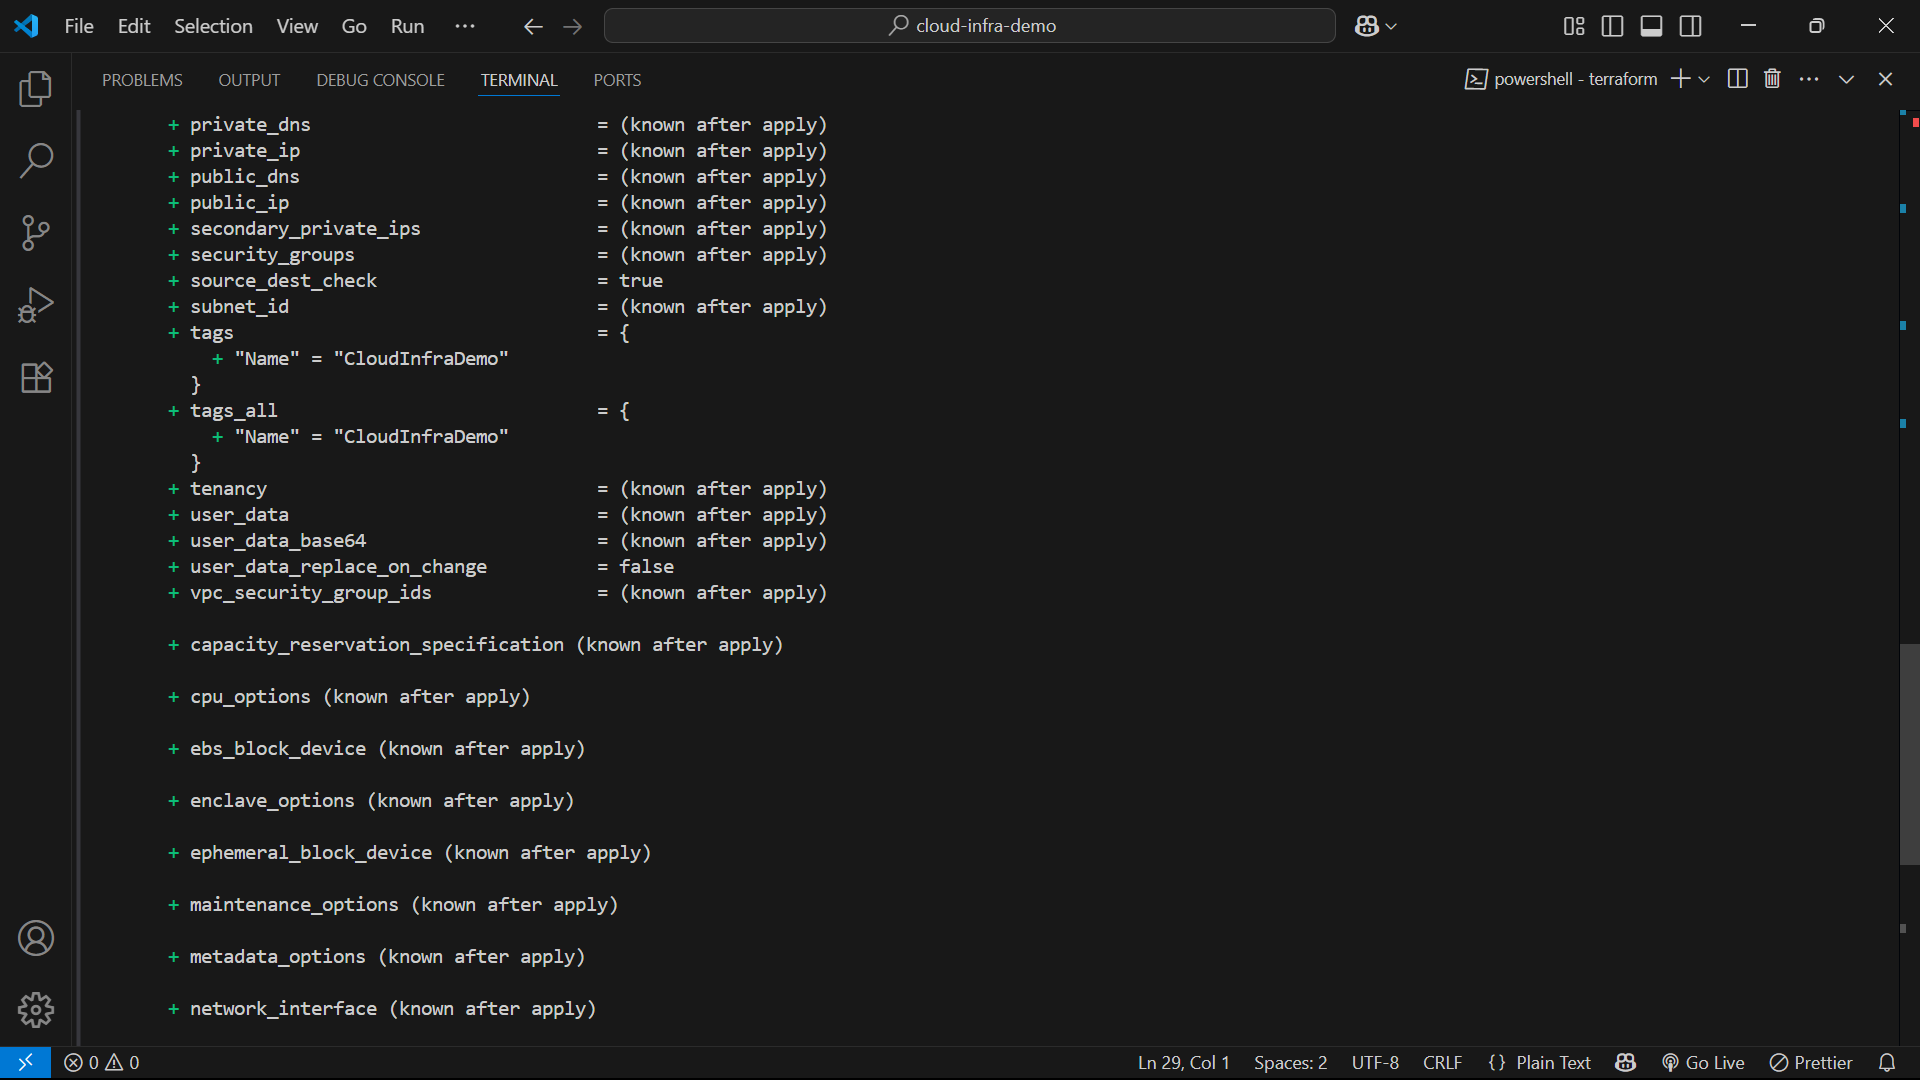 File Edit Selection View Go Run ··· cloud-infra-demo
PROBLEMS OUTPUT DEBUG CONSOLE TERMINAL PORTS powershell - terraform
+ private_dns = (known after apply)
+ private_ip = (known after apply)
+ public_dns = (known after apply)
+ public_ip = (known after apply)
+ secondary_private_ips = (known after apply)
+ security_groups = (known after apply)
+ source_dest_check = true
+ subnet_id = (known after apply)
+ tags = {
+ "Name" = "CloudInfraDemo"
}
+ tags_all = {
+ "Name" = "CloudInfraDemo"
}
+ tenancy = (known after apply)
+ user_data = (known after apply)
+ user_data_base64 = (known after apply)
+ user_data_replace_on_change = false
+ vpc_security_group_ids = (known after apply)
+ capacity_reservation_specification (known after apply)
+ cpu_options (known after apply)
+ ebs_block_device (known after apply)
+ enclave_options (known after apply)
+ ephemeral_block_device (known after apply)
+ maintenance_options (known after apply)
+ metadata_options (known after apply)
+ network_interface (known after apply)
0 0 Ln 29, Col 1 Spaces: 2 UTF-8 CRLF {} Plain Text Go Live Prettier